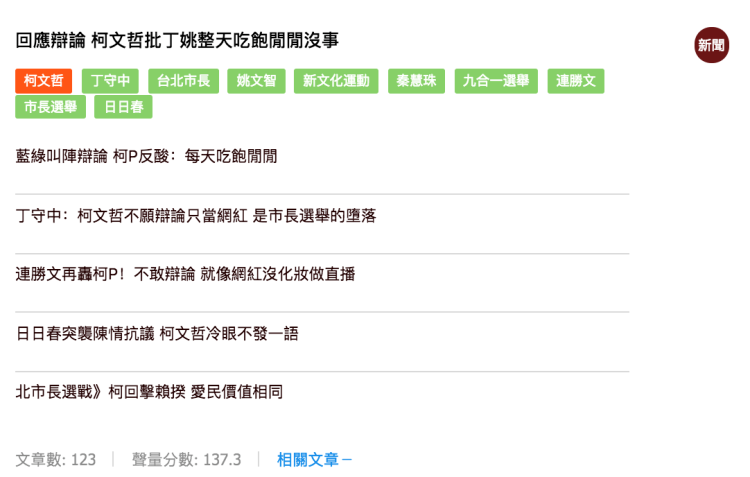 回應辯論 柯文哲批丁姚整天吃飽閒閒沒事
新聞
柯文哲 丁守中 台北市長 姚文智 新文化運動 秦慧珠 九合一選舉 連勝文
市長選舉 日日春
藍綠叫陣辯論 柯P反酸：每天吃飽閒閒
丁守中：柯文哲不願辯論只當網紅 是市長選舉的墮落
連勝文再轟柯P！不敢辯論 就像網紅沒化妝做直播
日日春突襲陳情抗議 柯文哲冷眼不發一語
北市長選戰》柯回擊賴揆 愛民價值相同
文章數: 123 | 聲量分數: 137.3 | 相關文章 −